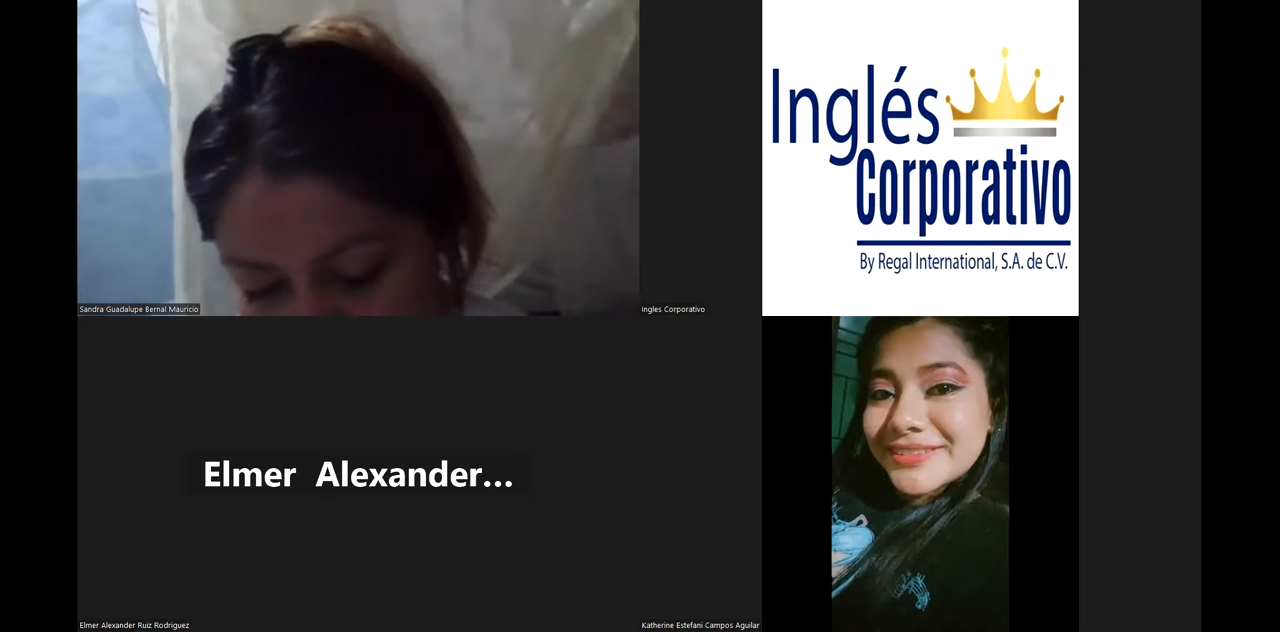 Inglés
Corporativo
By Regal International, S.A. de C.V.
Sandra Guadalupe Bernal Mauricio
Ingles Corporativo
Elmer Alexander...
Elmer Alexander Ruiz Rodriguez
Katherine Estefani Campos Aguilar